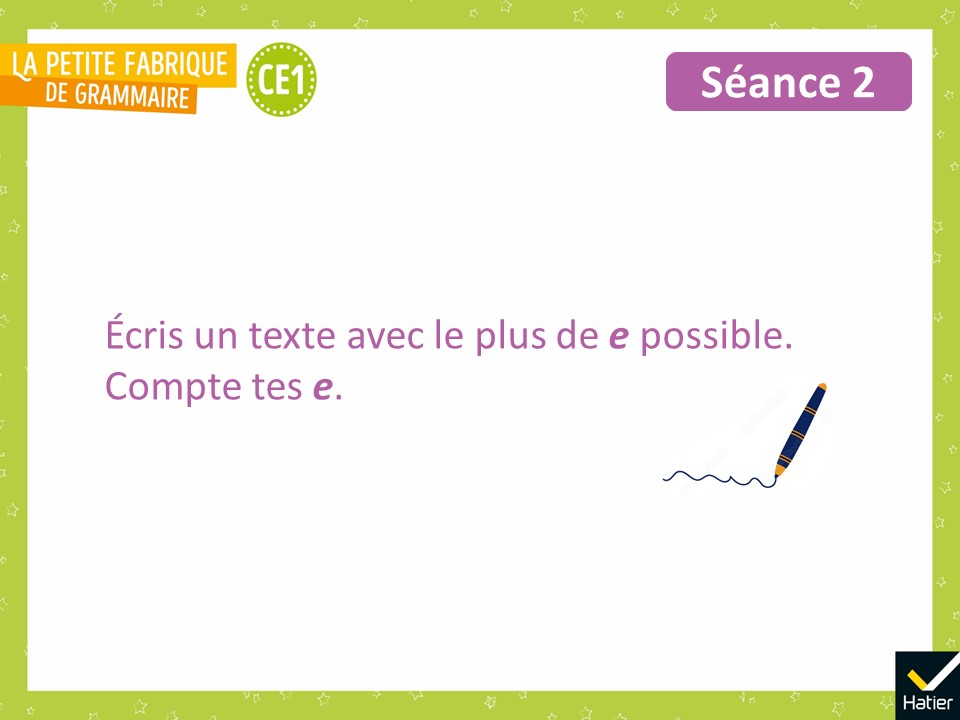 LA PETITE FABRIQUE
DE GRAMMAIRE
CE1
Séance 2
Écris un texte avec le plus de e possible.
Compte tes e.
Hatier